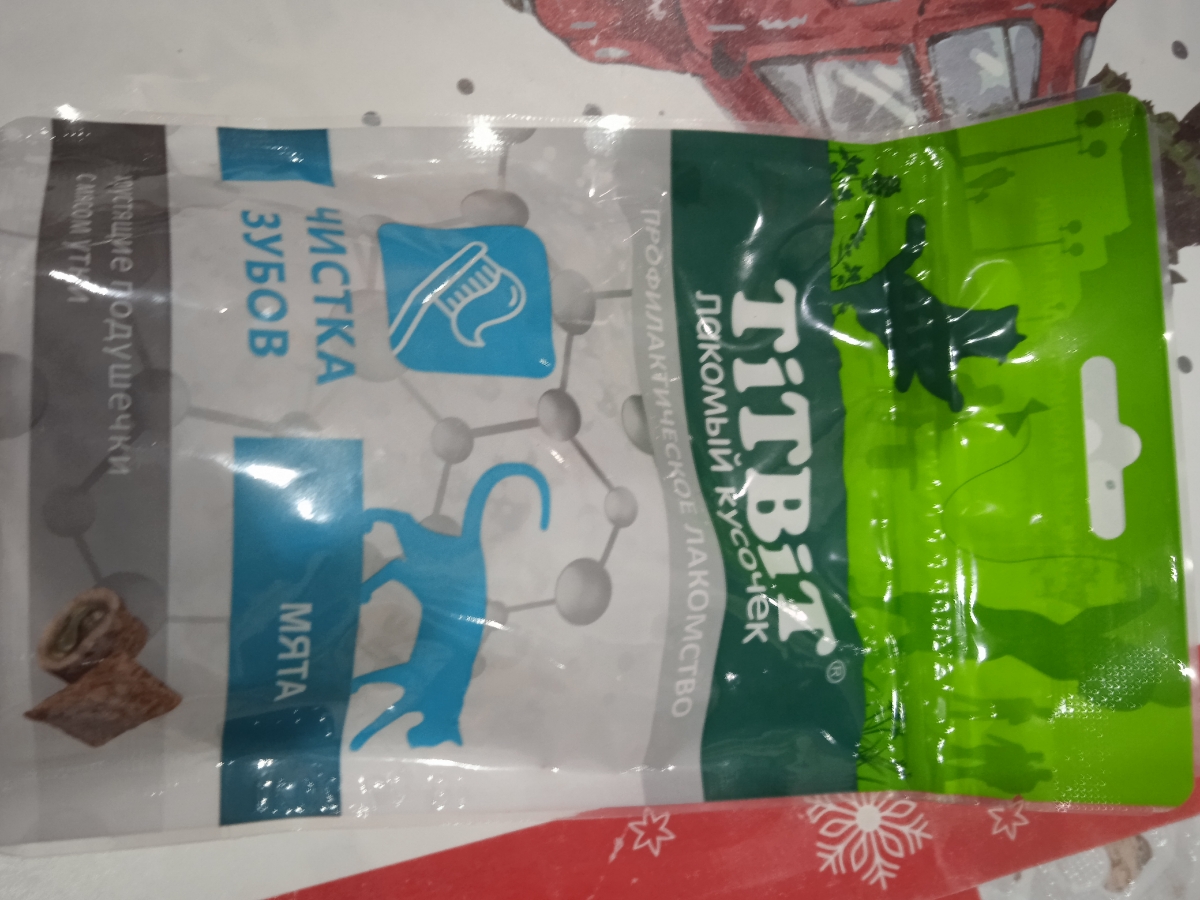 TiTBiT®
Лакомый кусочек
ПРОФИЛАКТИЧЕСКОЕ ЛАКОМСТВО
ЧИСТКА
ЗУБОВ
МЯТА
Хрустящие подушечки
с мясом утки